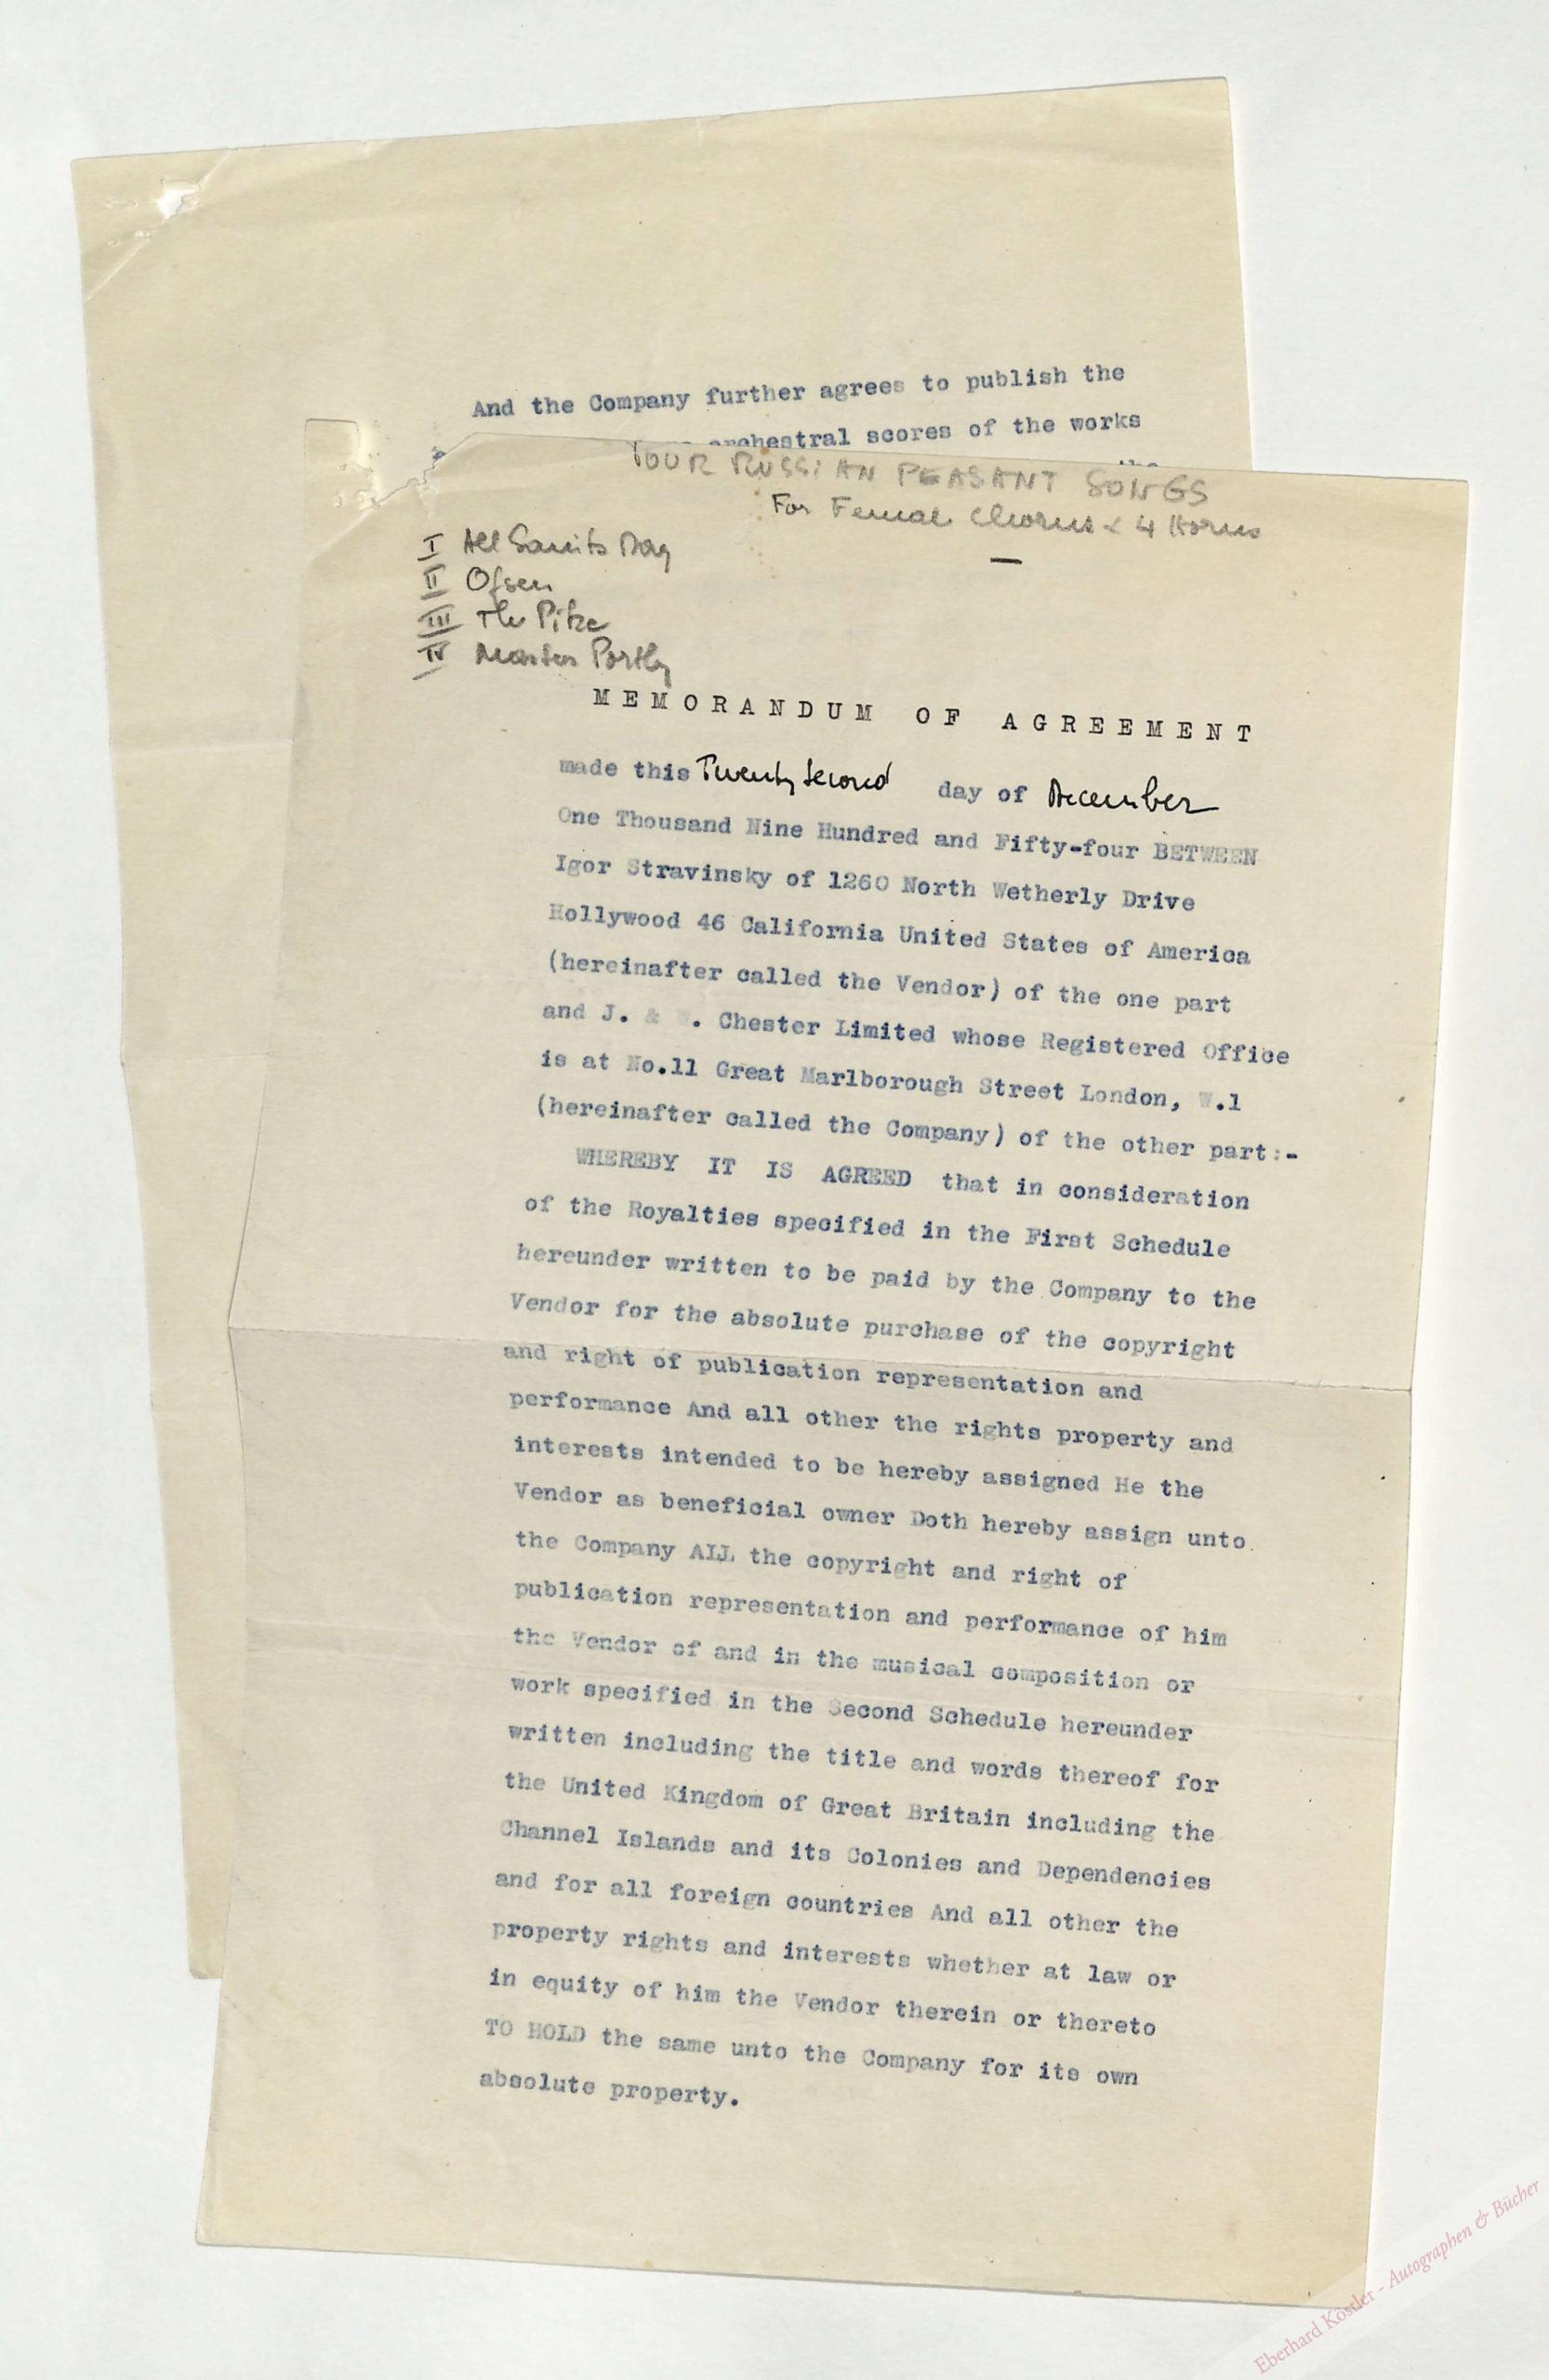 And the Company further agrees to publish the
orchestral scores of the works
the
FOUR RUSSIAN PEASANT SONGS
For Femal Chorus & 4 Horns
I All Saints Day
II Ofsen
III The Pike
IV Master Portly
MEMORANDUM OF AGREEMENT
made this Twenty second day of December
One Thousand Nine Hundred and Fifty-four BETWEEN
Igor Stravinsky of 1260 North Wetherly Drive
Hollywood 46 California United States of America
(hereinafter called the Vendor) of the one part
and J. & W. Chester Limited whose Registered Office
is at No.11 Great Marlborough Street London, W.1
(hereinafter called the Company) of the other part:-
WHEREBY IT IS AGREED that in consideration
of the Royalties specified in the First Schedule
hereunder written to be paid by the Company to the
Vendor for the absolute purchase of the copyright
and right of publication representation and
performance And all other the rights property and
interests intended to be hereby assigned He the
Vendor as beneficial owner Doth hereby assign unto
the Company ALL the copyright and right of
publication representation and performance of him
the Vendor of and in the musical composition or
work specified in the Second Schedule hereunder
written including the title and words thereof for
the United Kingdom of Great Britain including the
Channel Islands and its Colonies and Dependencies
and for all foreign countries And all other the
property rights and interests whether at law or
in equity of him the Vendor therein or thereto
TO HOLD the same unto the Company for its own
absolute property.
Eberhard Köstler - Autographen & Bücher